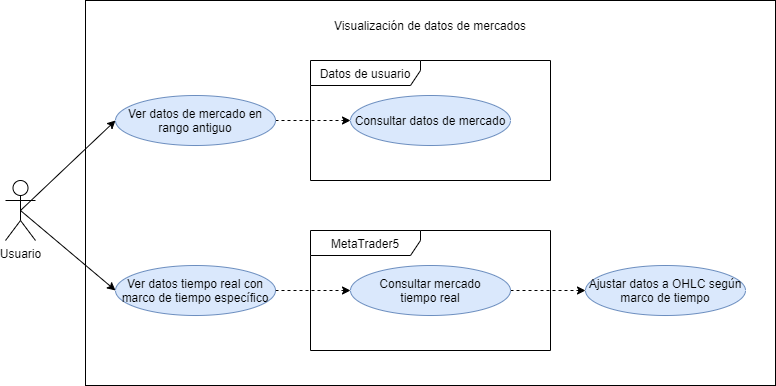 Visualización de datos de mercados
Datos de usuario
Ver datos de mercado en
rango antiguo
Consultar datos de mercado
Usuario
MetaTrader5
Ver datos tiempo real con
marco de tiempo específico
Consultar mercado
tiempo real
Ajustar datos a OHLC según
marco de tiempo